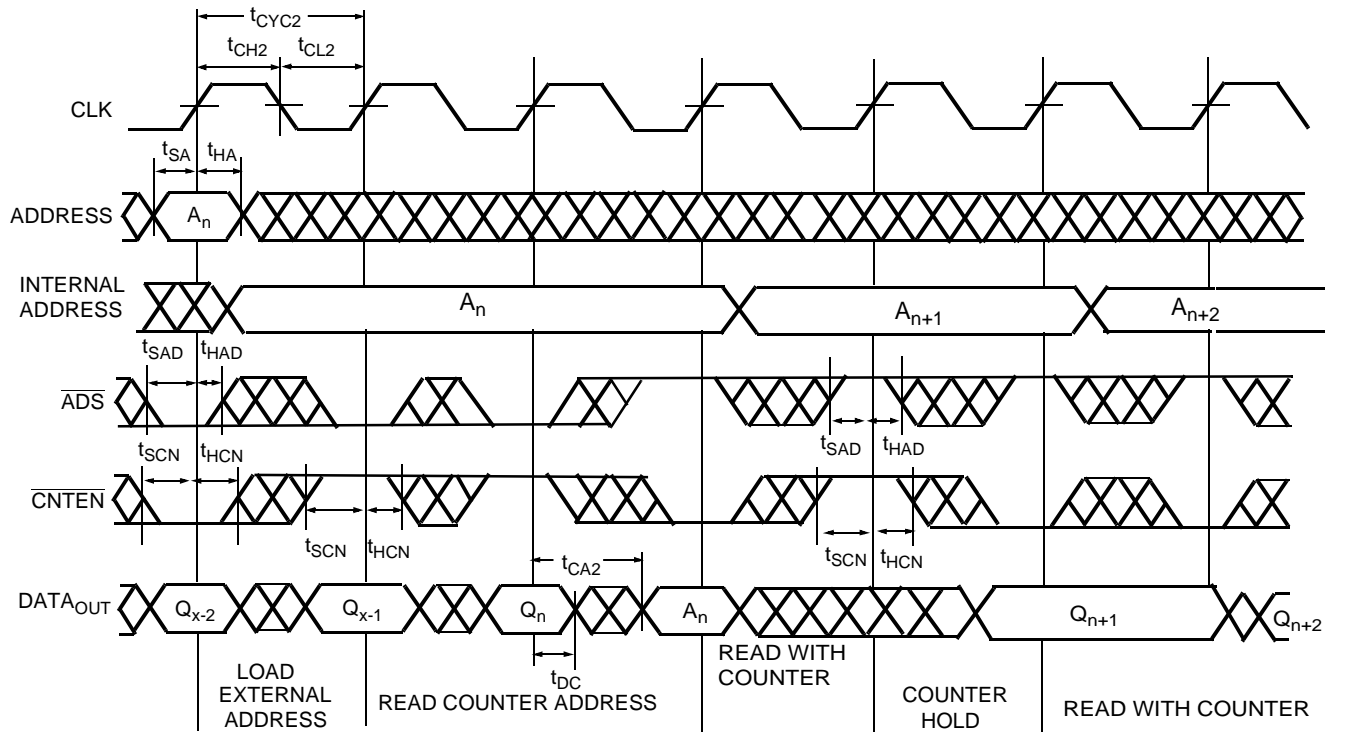 tCYC2
tCH2 tCL2
CLK
tSA tHA
ADDRESS An
INTERNAL
ADDRESS
An An+1 An+2
tSAD tHAD
ADS
tSAD tHAD
tSCN tHCN
CNTEN
tSCN tHCN tSCN tHCN
tCA2
DATAOUT Qx-2 Qx-1 Qn An Qn+1 Qn+2
tDC
LOAD
EXTERNAL
ADDRESS
READ COUNTER ADDRESS
READ WITH
COUNTER
COUNTER
HOLD
READ WITH COUNTER